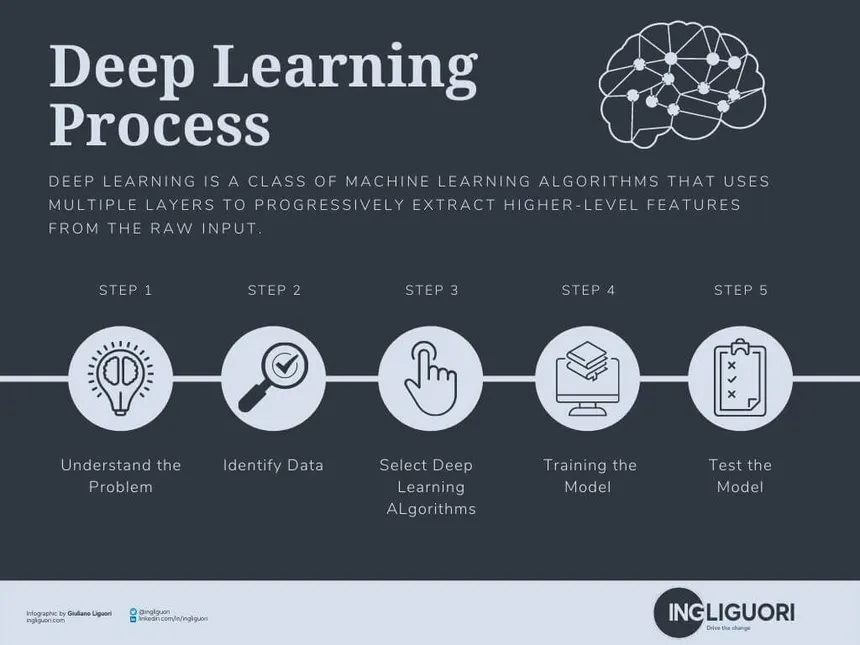 Deep Learning
Process
DEEP LEARNING IS A CLASS OF MACHINE LEARNING ALGORITHMS THAT USES
MULTIPLE LAYERS TO PROGRESSIVELY EXTRACT HIGHER-LEVEL FEATURES
FROM THE RAW INPUT.
STEP 1
STEP 2
STEP 3
STEP 4
STEP 5
Understand the
Problem
Identify Data
Select Deep
Learning
ALgorithms
Training the
Model
Test the
Model
Infographic by Giuliano Liguori
ingliguori.com
@ingliguori
linkedin.com/in/ingliguori
INGLIGUORI
Drive the change